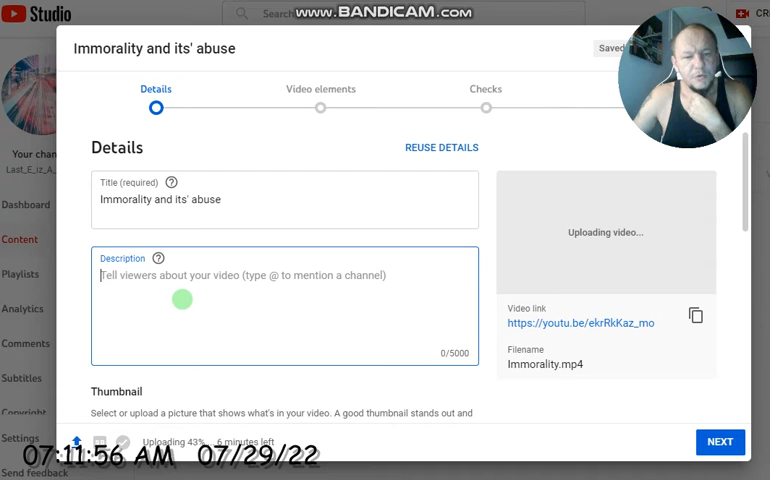 www.BANDICAM.com
Studio
Immorality and its' abuse
Saved
Details
Video elements
Checks
Your chan
Last_E_iz_A_
Dashboard
Content
Playlists
Analytics
Comments
Subtitles
Copyright
Settings
Send feedback
Details
REUSE DETAILS
Title (required)
Immorality and its' abuse
Description
Tell viewers about your video (type @ to mention a channel)
0/5000
Uploading video...
Video link
https://youtu.be/ekrRkKaz_mo
Filename
Immorality.mp4
Thumbnail
Select or upload a picture that shows what's in your video. A good thumbnail stands out and
Uploading 43% ... 6 minutes left
NEXT
07:11:56 AM 07/29/22